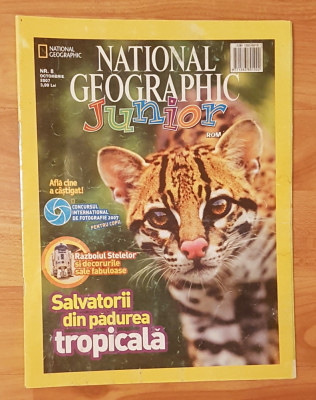 NATIONAL
GEOGRAPHIC
NR. 8
OCTOMBRIE
2007
NATIONAL
GEOGRAPHIC
Junior
ROM
Află cine
a câștigat!
CONCURSUL
INTERNAȚIONAL
DE FOTOGRAFIE 2007
PENTRU COPII
Războiul Stelelor
și decorurile
sale fabuloase
Salvatorii
din pădurea
tropicală